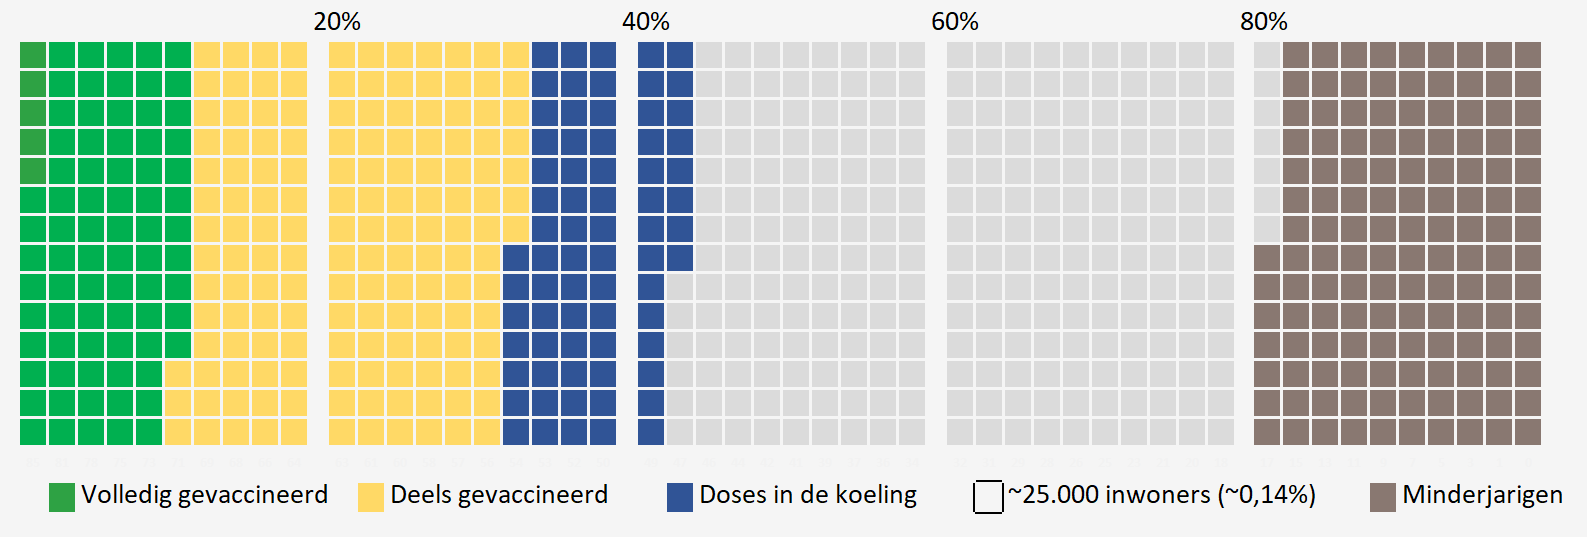 20%
40%
60%
80%
Volledig gevaccineerd
Deels gevaccineerd
Doses in de koeling
~25.000 inwoners (~0,14%)
Minderjarigen